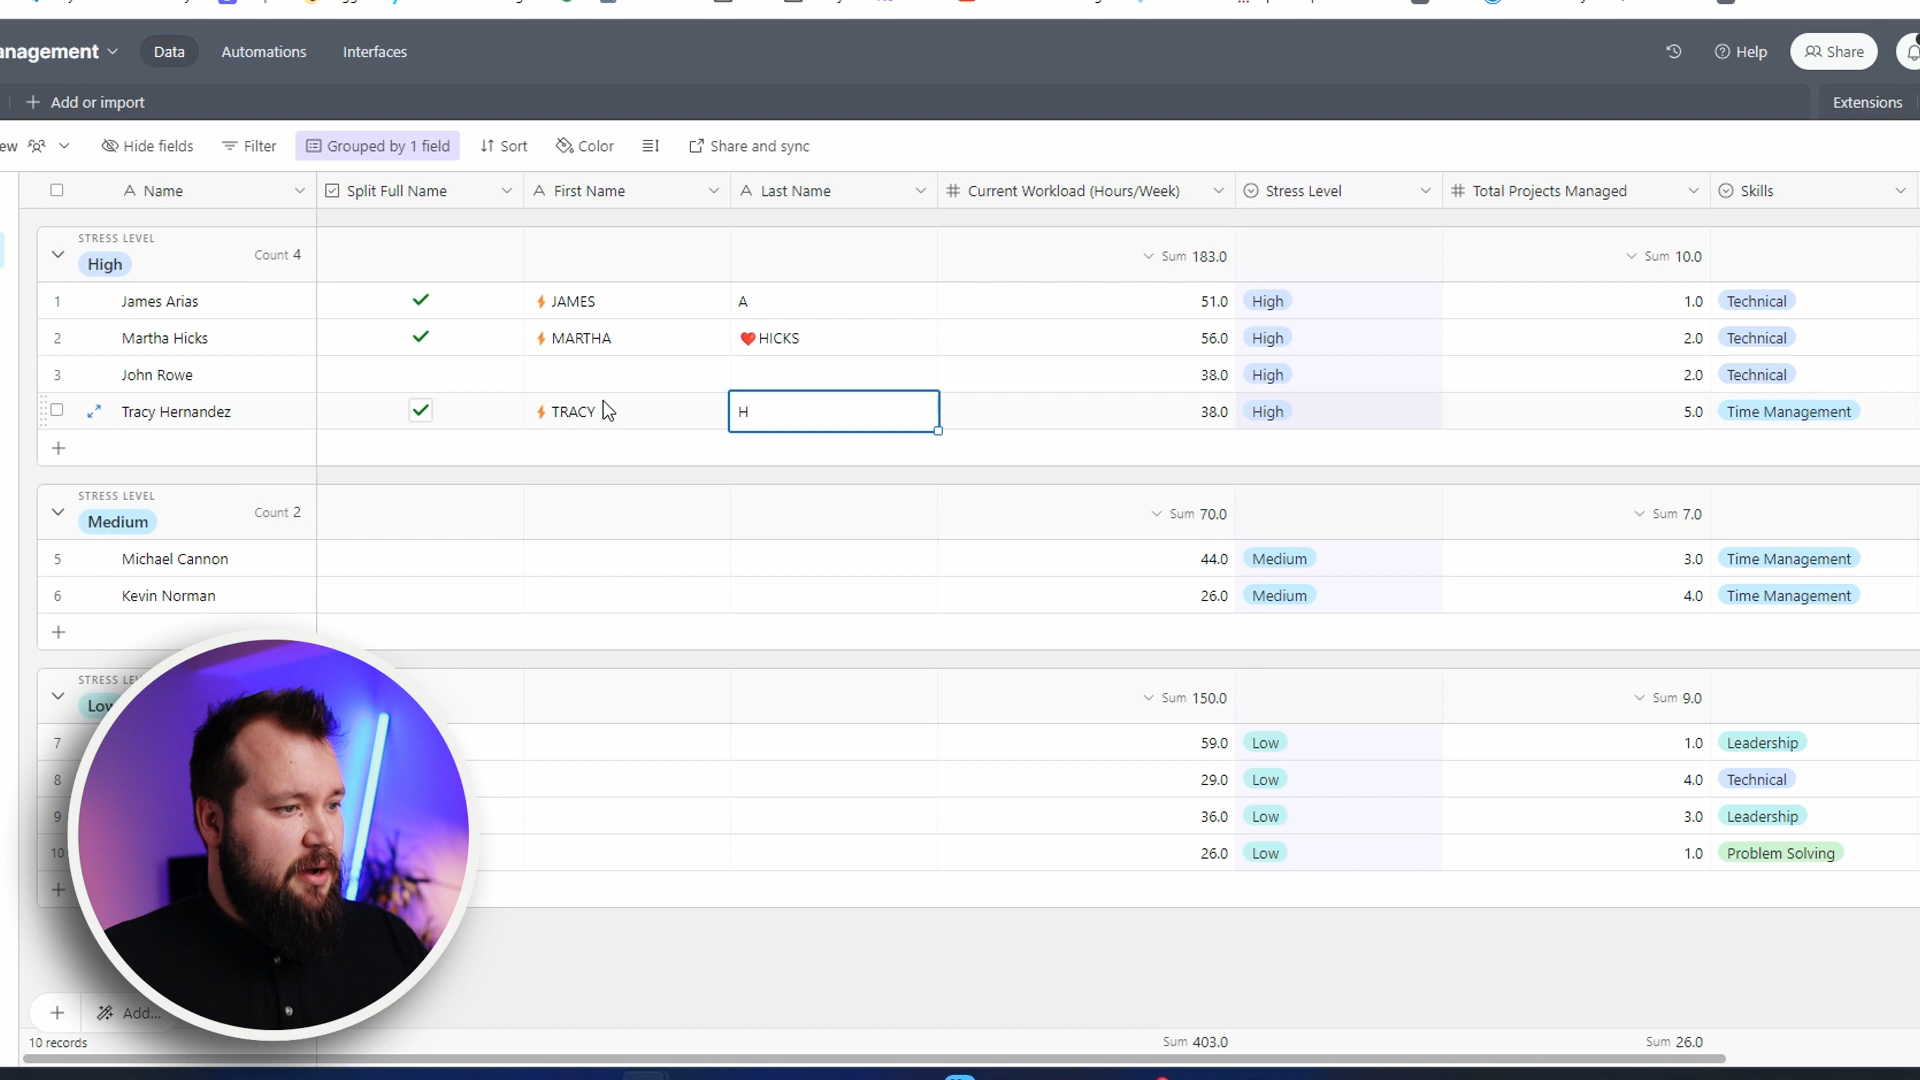 anagement Data Automations Interfaces Help Share
Add or import Extensions
ew Hide fields Filter Grouped by 1 field Sort Color Share and sync
Name Split Full Name First Name Last Name Current Workload (Hours/Week) Stress Level Total Projects Managed Skills
STRESS LEVEL
High Count 4 Sum 183.0 Sum 10.0
1 James Arias JAMES A 51.0 High 1.0 Technical
2 Martha Hicks MARTHA HICKS 56.0 High 2.0 Technical
3 John Rowe 38.0 High 2.0 Technical
Tracy Hernandez TRACY H 38.0 High 5.0 Time Management
STRESS LEVEL
Medium Count 2 Sum 70.0 Sum 7.0
5 Michael Cannon 44.0 Medium 3.0 Time Management
6 Kevin Norman 26.0 Medium 4.0 Time Management
STRESS LE
Low Sum 150.0 Sum 9.0
7 59.0 Low 1.0 Leadership
8 29.0 Low 4.0 Technical
9 36.0 Low 3.0 Leadership
10 26.0 Low 1.0 Problem Solving
Add...
10 records Sum 403.0 Sum 26.0